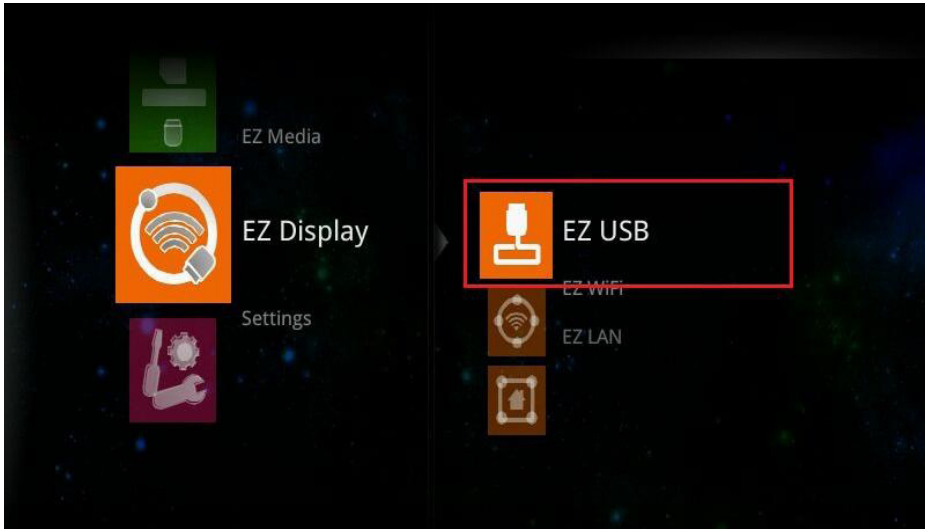 EZ Media
EZ Display
Settings
EZ USB
EZ WiFi
EZ LAN